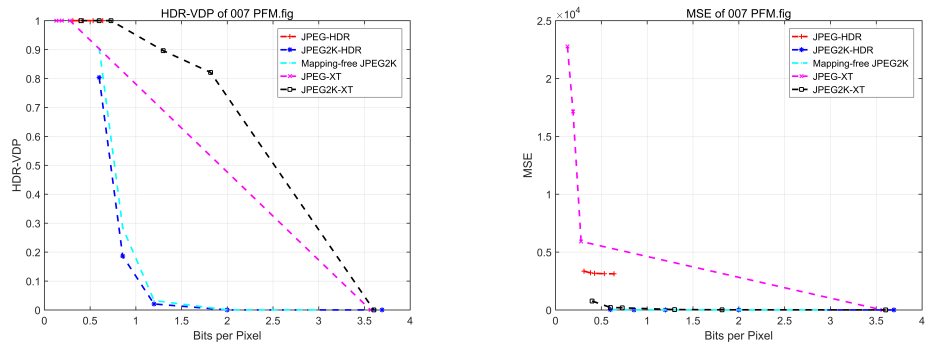 HDR-VDP of 007 PFM.fig
1
0.9
0.8
0.7
0.6
0.5
0.4
0.3
0.2
0.1
0
HDR-VDP
JPEG-HDR
JPEG2K-HDR
Mapping-free JPEG2K
JPEG-XT
JPEG2K-XT
0 0.5 1 1.5 2 2.5 3 3.5 4
Bits per Pixel
MSE of 007 PFM.fig
2.5 ×10⁴
2
1.5
1
0.5
0
MSE
JPEG-HDR
JPEG2K-HDR
Mapping-free JPEG2K
JPEG-XT
JPEG2K-XT
0 0.5 1 1.5 2 2.5 3 3.5 4
Bits per Pixel